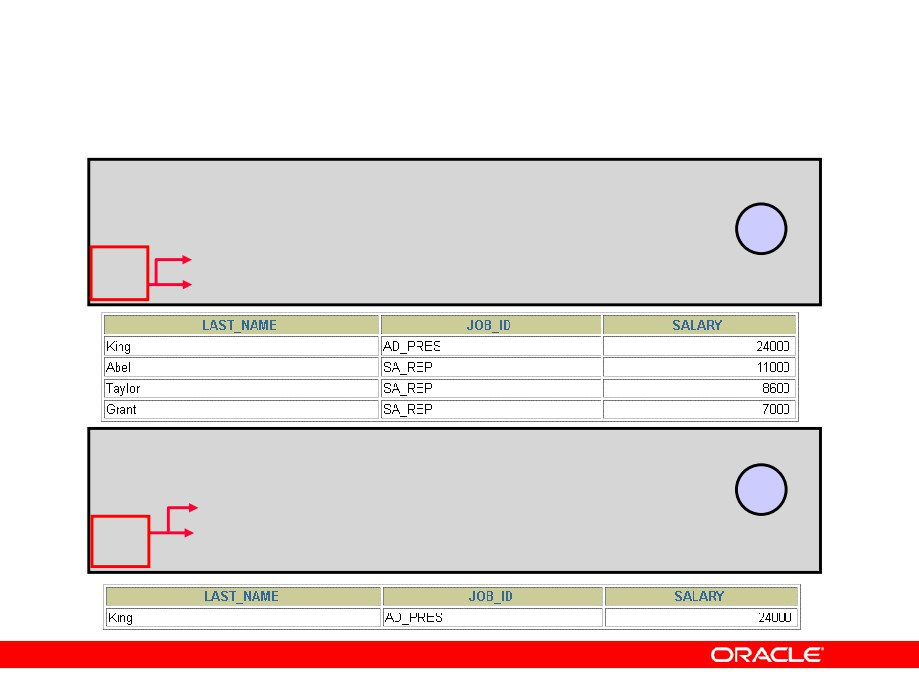 LAST_NAME JOB_ID SALARY
King AD_PRES 24000
Abel SA_REP 11000
Taylor SA_REP 8600
Grant SA_REP 7000
LAST_NAME JOB_ID SALARY
King AD_PRES 24000
ORACLE